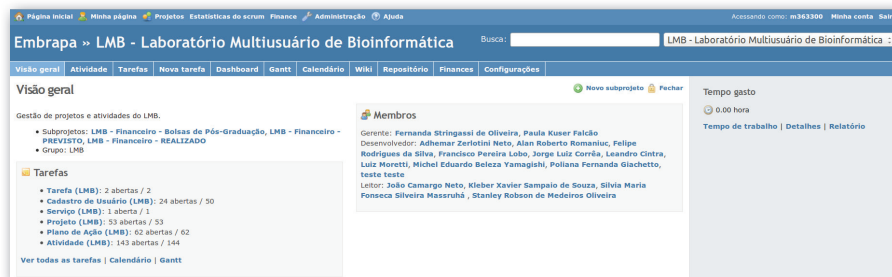 Página inicial Minha página Projetos Estatísticas do scrum Finance Administração Ajuda
Acessando como: m363300 Minha conta Sair
Embrapa » LMB - Laboratório Multiusuário de Bioinformática
Busca:
LMB - Laboratório Multiusuário de Bioinformática
Visão geral Atividade Tarefas Nova tarefa Dashboard Gantt Calendário Wiki Repositório Finances Configurações
Visão geral
Novo subprojeto Fechar
Gestão de projetos e atividades do LMB.
• Subprojetos: LMB - Financeiro - Bolsas de Pós-Graduação, LMB - Financeiro -
PREVISTO, LMB - Financeiro - REALIZADO
• Grupo: LMB
Tarefas
• Tarefa (LMB): 2 abertas / 2
• Cadastro de Usuário (LMB): 24 abertas / 50
• Serviço (LMB): 1 aberta / 1
• Projeto (LMB): 53 abertas / 53
• Plano de Ação (LMB): 62 abertas / 62
• Atividade (LMB): 143 abertas / 144
Ver todas as tarefas | Calendário | Gantt
Membros
Gerente: Fernanda Stringassi de Oliveira, Paula Kuser Falcão
Desenvolvedor: Adhemar Zerlotini Neto, Alan Roberto Romaniuc, Felipe
Rodrigues da Silva, Francisco Pereira Lobo, Jorge Luiz Corrêa, Leandro Cintra,
Luiz Moretti, Michel Eduardo Beleza Yamagishi, Poliana Fernanda Giachetto,
teste teste
Leitor: João Camargo Neto, Kleber Xavier Sampaio de Souza, Silvia Maria
Fonseca Silveira Massruhá , Stanley Robson de Medeiros Oliveira
Tempo gasto
0.00 hora
Tempo de trabalho | Detalhes | Relatório